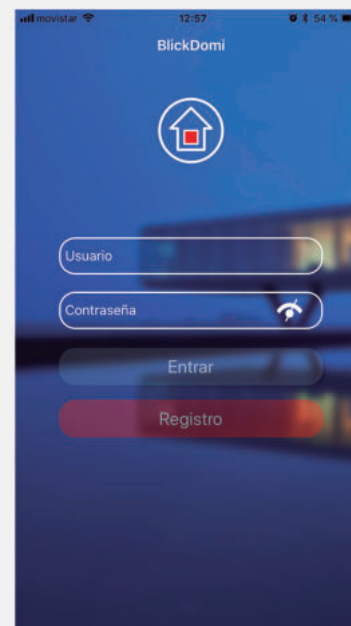 movistar 12:57 54 %
BlickDomi
Usuario
Contraseña
Entrar
Registro